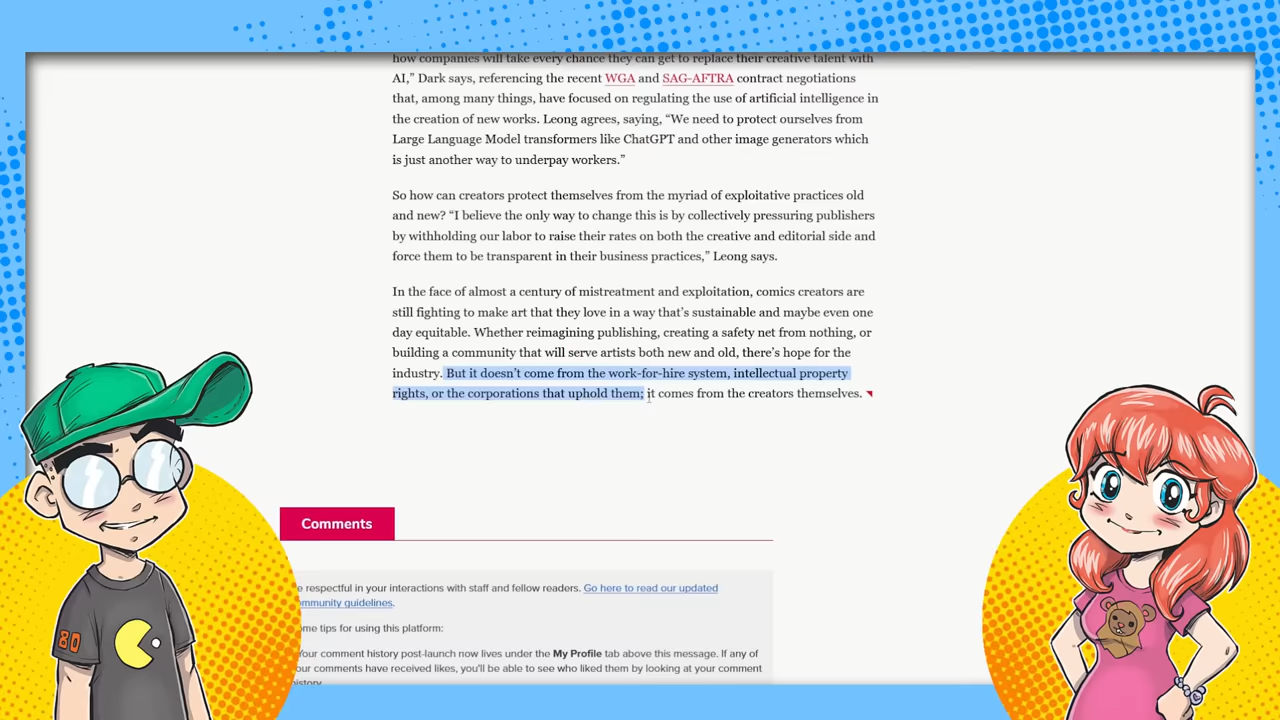 how companies will take every chance they can get to replace their creative talent with
AI,” Dark says, referencing the recent WGA and SAG-AFTRA contract negotiations
that, among many things, have focused on regulating the use of artificial intelligence in
the creation of new works. Leong agrees, saying, “We need to protect ourselves from
Large Language Model transformers like ChatGPT and other image generators which
is just another way to underpay workers.”
So how can creators protect themselves from the myriad of exploitative practices old
and new? “I believe the only way to change this is by collectively pressuring publishers
by withholding our labor to raise their rates on both the creative and editorial side and
force them to be transparent in their business practices,” Leong says.
In the face of almost a century of mistreatment and exploitation, comics creators are
still fighting to make art that they love in a way that’s sustainable and maybe even one
day equitable. Whether reimagining publishing, creating a safety net from nothing, or
building a community that will serve artists both new and old, there’s hope for the
industry. But it doesn’t come from the work-for-hire system, intellectual property
rights, or the corporations that uphold them; it comes from the creators themselves.
Comments
e respectful in your interactions with staff and fellow readers. Go here to read our updated
mmunity guidelines.
me tips for using this platform:
Your comment history post-launch now lives under the My Profile tab above this message. If any of
our comments have received likes, you'll be able to see who liked them by looking at your comment
history.
80